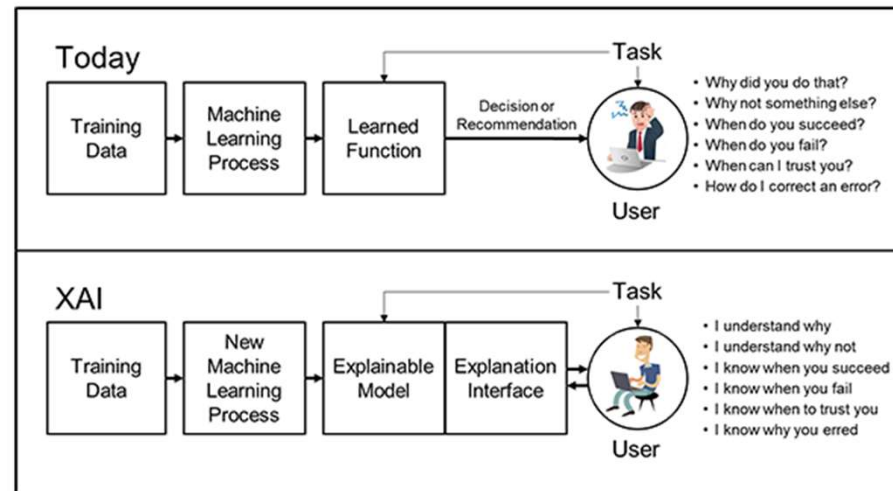 Today
Task
Training
Data
Machine
Learning
Process
Learned
Function
Decision or
Recommendation
User
• Why did you do that?
• Why not something else?
• When do you succeed?
• When do you fail?
• When can I trust you?
• How do I correct an error?
XAI
Task
Training
Data
New
Machine
Learning
Process
Explainable
Model
Explanation
Interface
User
• I understand why
• I understand why not
• I know when you succeed
• I know when you fail
• I know when to trust you
• I know why you erred